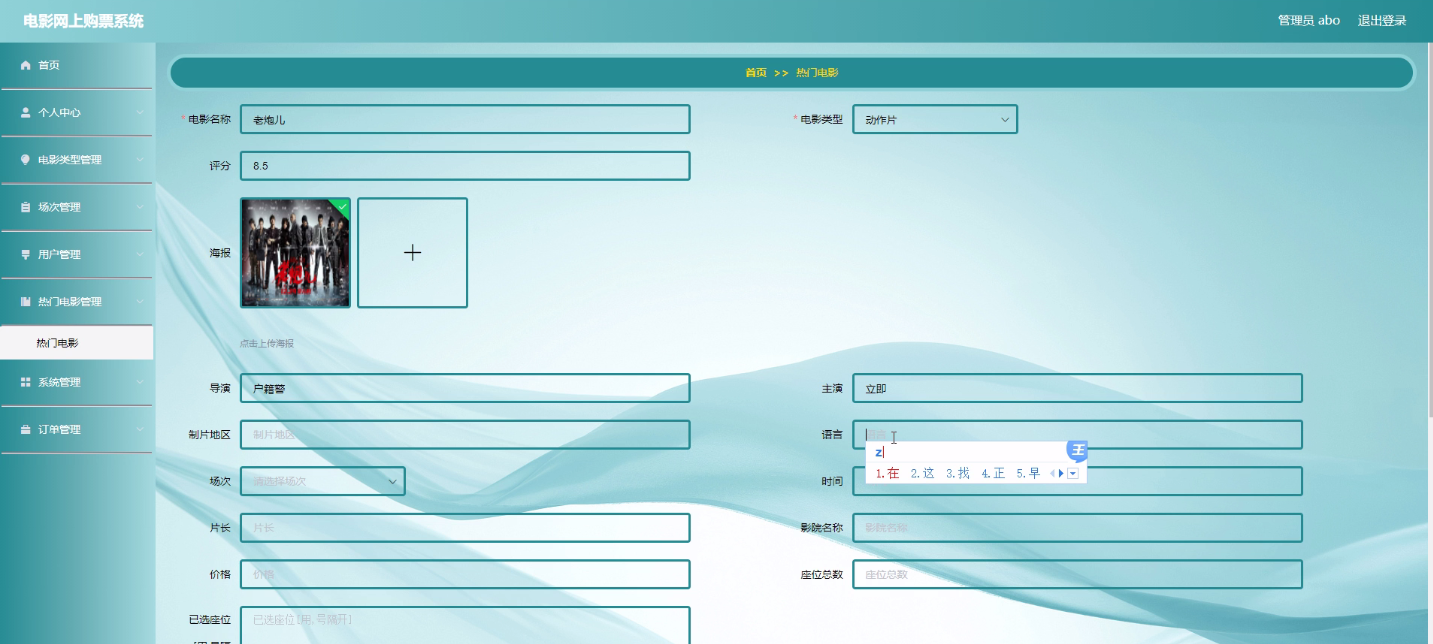 电影网上购票系统
管理员 abo 退出登录
首页
个人中心
电影类型管理
场次管理
用户管理
热门电影管理
热门电影
系统管理
订单管理
首页 >> 热门电影
* 电影名称 老炮儿
* 电影类型 动作片
评分 8.5
海报
点击上传海报
导演 户籍警
主演 立即
制片地区 制片地区
语言
z
1.在 2.这 3.找 4.正 5.早
场次 请选择场次
时间
片长 片长
影院名称 影院名称
价格 价格
座位总数 座位总数
已选座位 已选座位[用,号隔开]